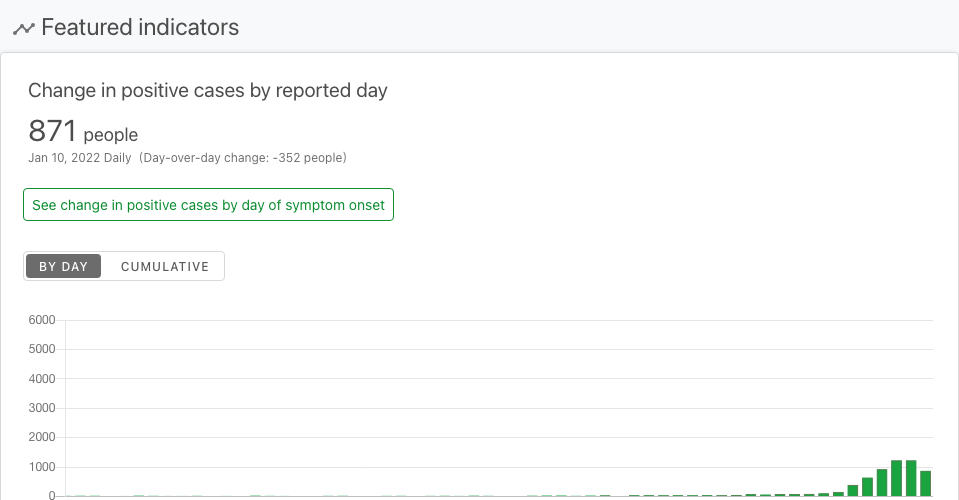 Featured indicators
Change in positive cases by reported day
871 people
Jan 10, 2022 Daily (Day-over-day change: -352 people)
See change in positive cases by day of symptom onset
BY DAY CUMULATIVE
6000
5000
4000
3000
2000
1000
0